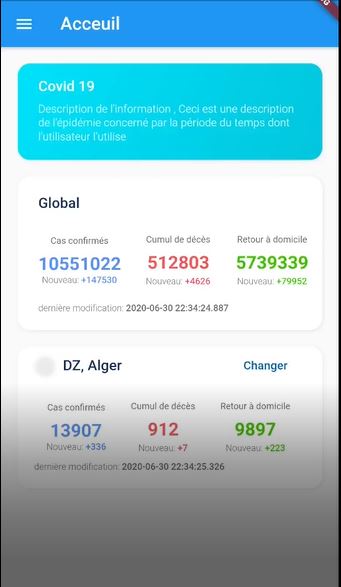 Acceuil
Covid 19
Description de l'information , Ceci est une description
de l'épidémie concerné par la période du temps dont
l'utilisateur l'utilise
Global
Cas confirmés Cumul de décès Retour à domicile
10551022 512803 5739339
Nouveau: +147530 Nouveau: +4626 Nouveau: +79952
dernière modification: 2020-06-30 22:34:24.887
DZ, Alger Changer
Cas confirmés Cumul de décès Retour à domicile
13907 912 9897
Nouveau: +336 Nouveau: +7 Nouveau: +223
dernière modification: 2020-06-30 22:34:25.326